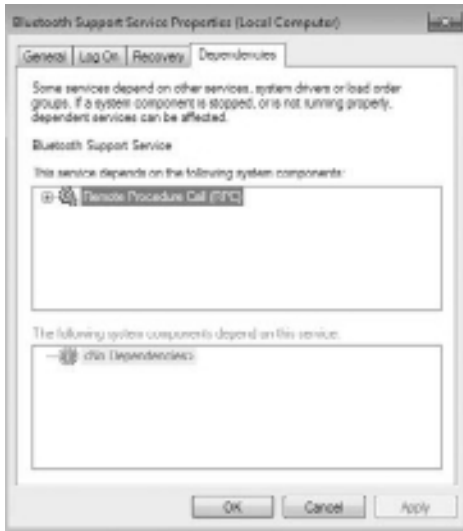 Bluetooth Support Service Properties (Local Computer)
General Log On Recovery Dependencies
Some services depend on other services, system drivers or load order
groups. If a system component is stopped, or is not running properly,
dependent services can be affected.
Bluetooth Support Service
This service depends on the following system components:
Remote Procedure Call (RPC)
The following system components depend on this service:
<No Dependencies>
OK Cancel Apply